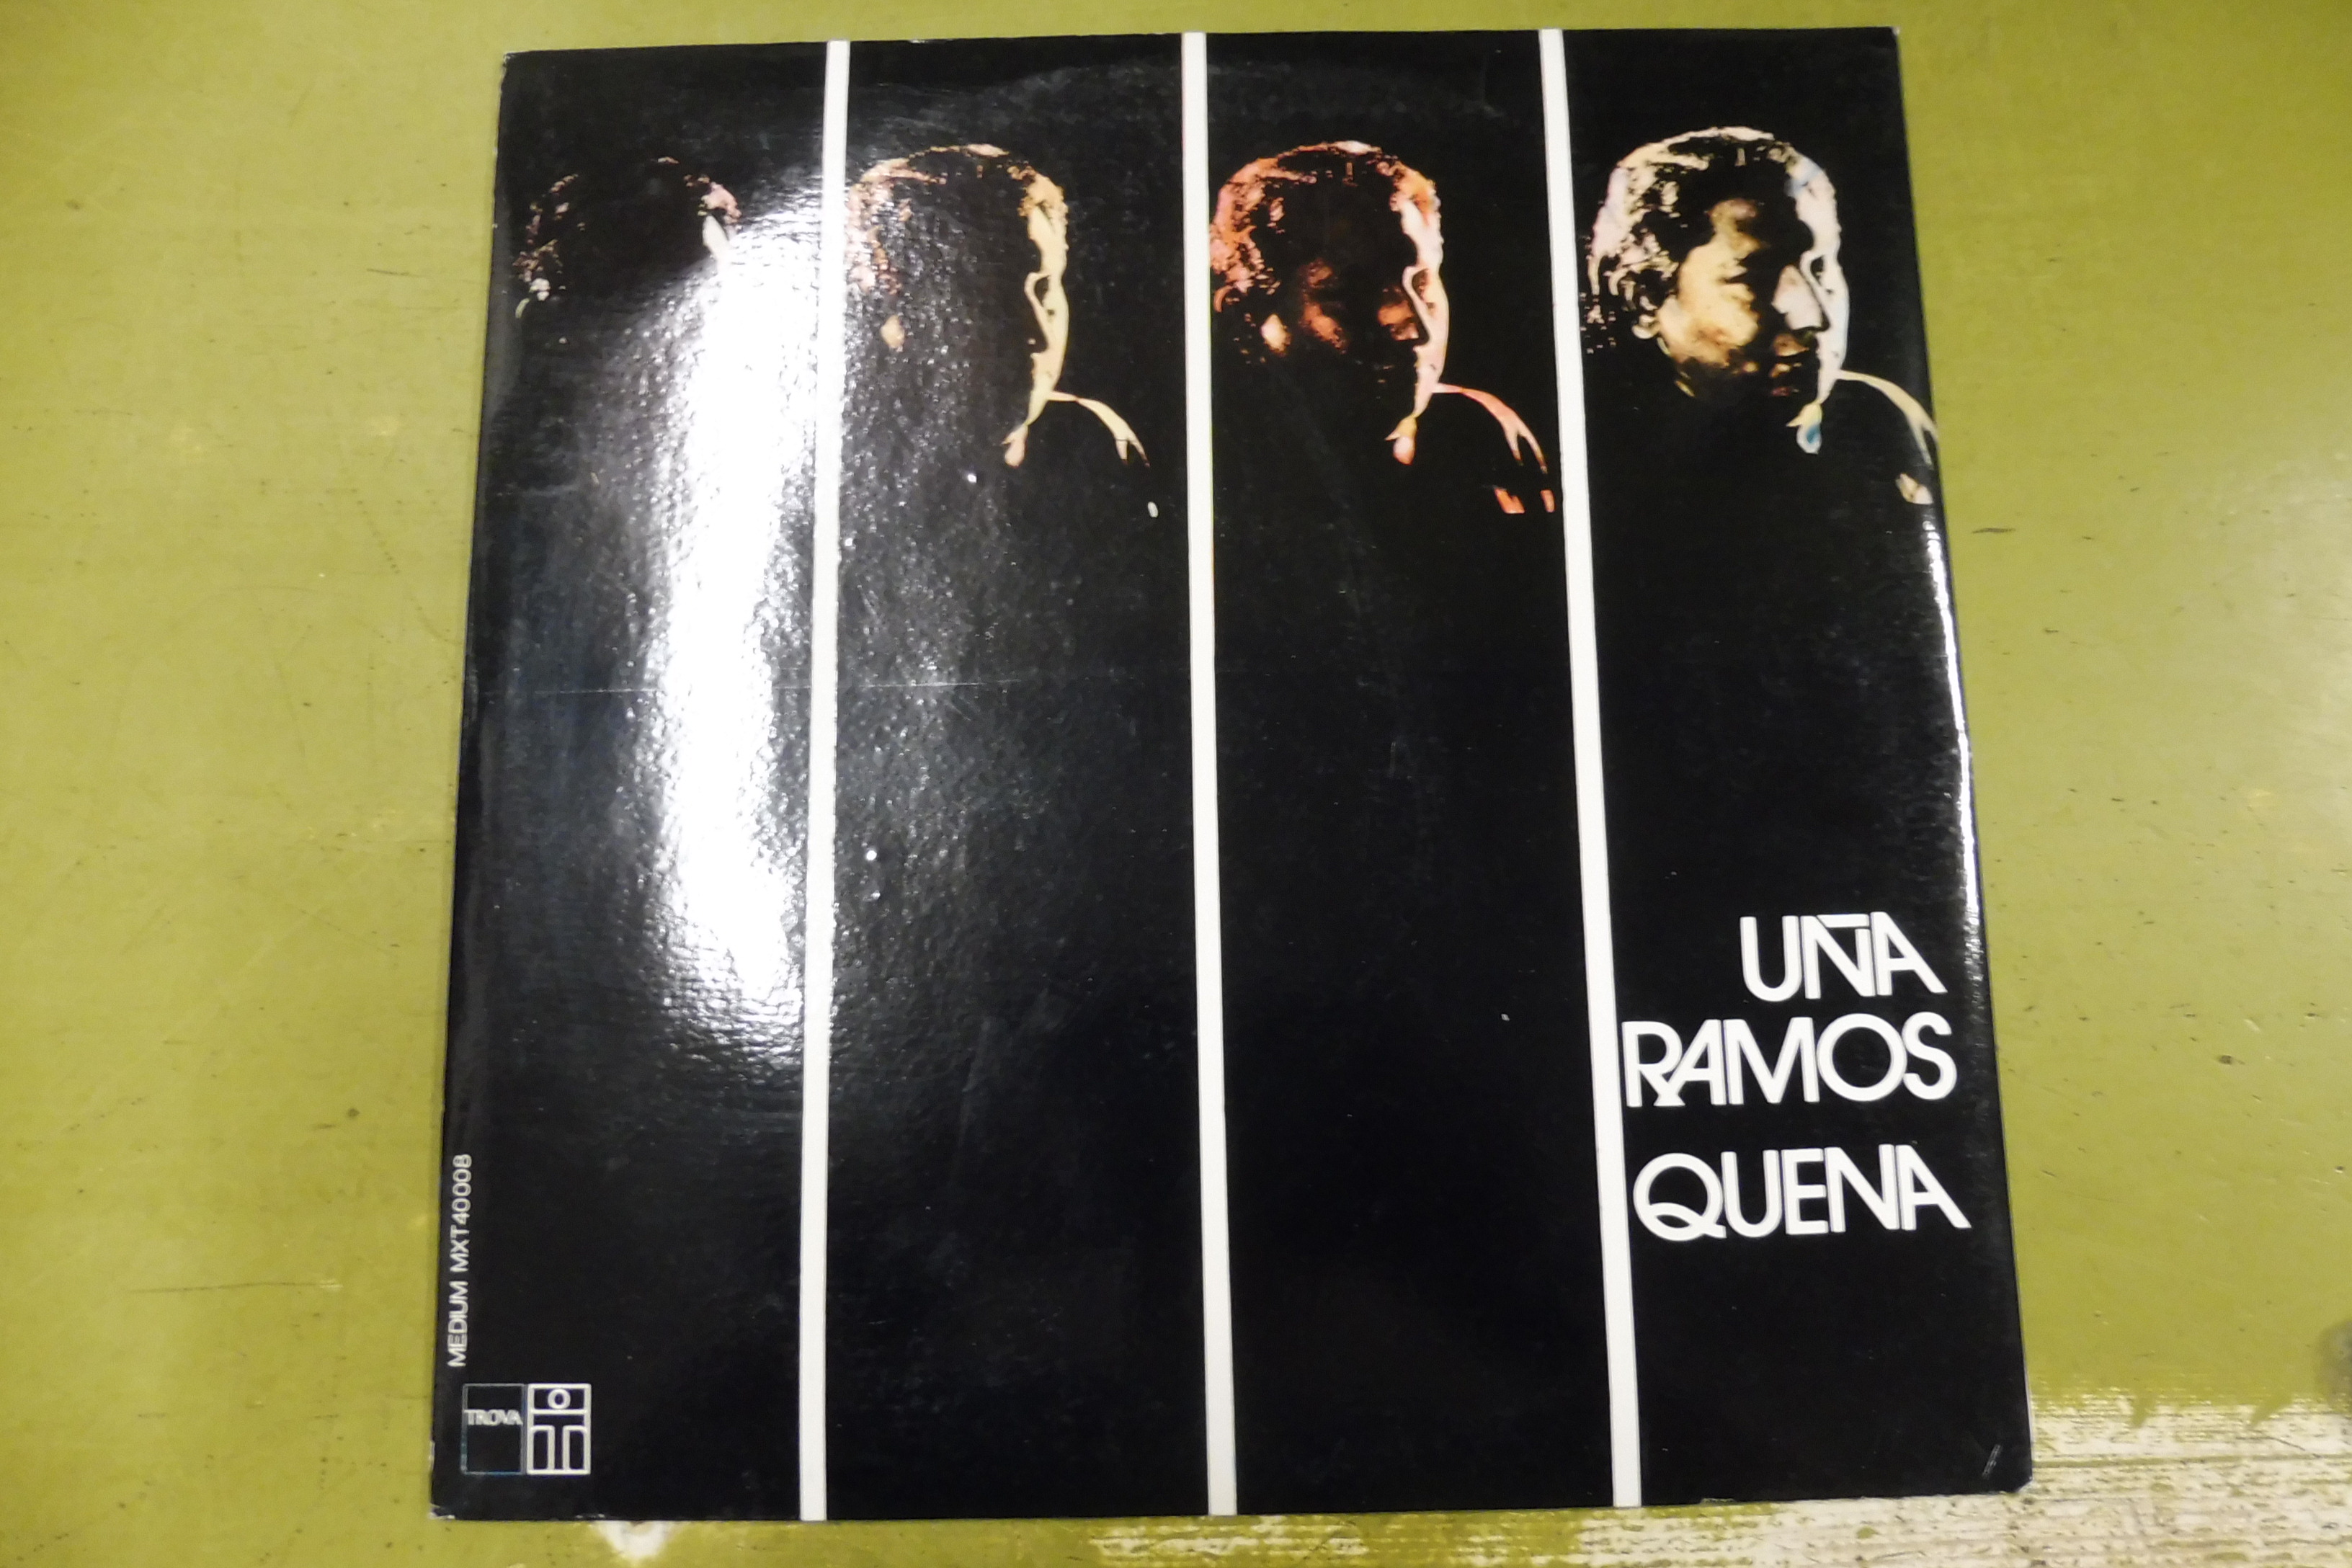 UÑA
RAMOS
QUENA
MEDIUM MXT40008
TROVA